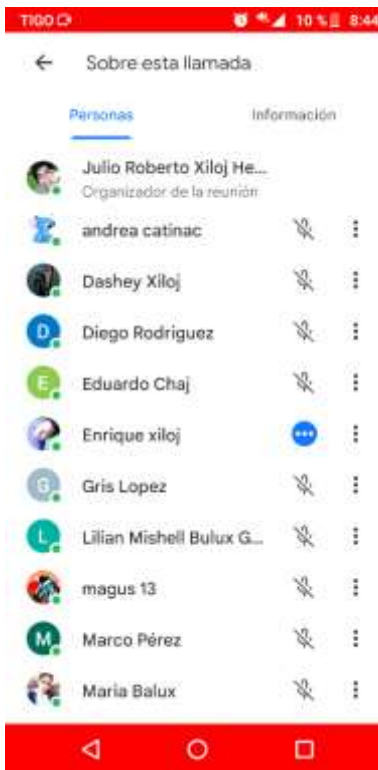 TIGO 10 % 8:44
Sobre esta llamada
Personas Información
Julio Roberto Xiloj He...
Organizador de la reunión
andrea catinac
Dashey Xiloj
D Diego Rodriguez
E Eduardo Chaj
Enrique xiloj
G Gris Lopez
L Lilian Mishell Bulux G...
magus 13
M Marco Pérez
Maria Balux